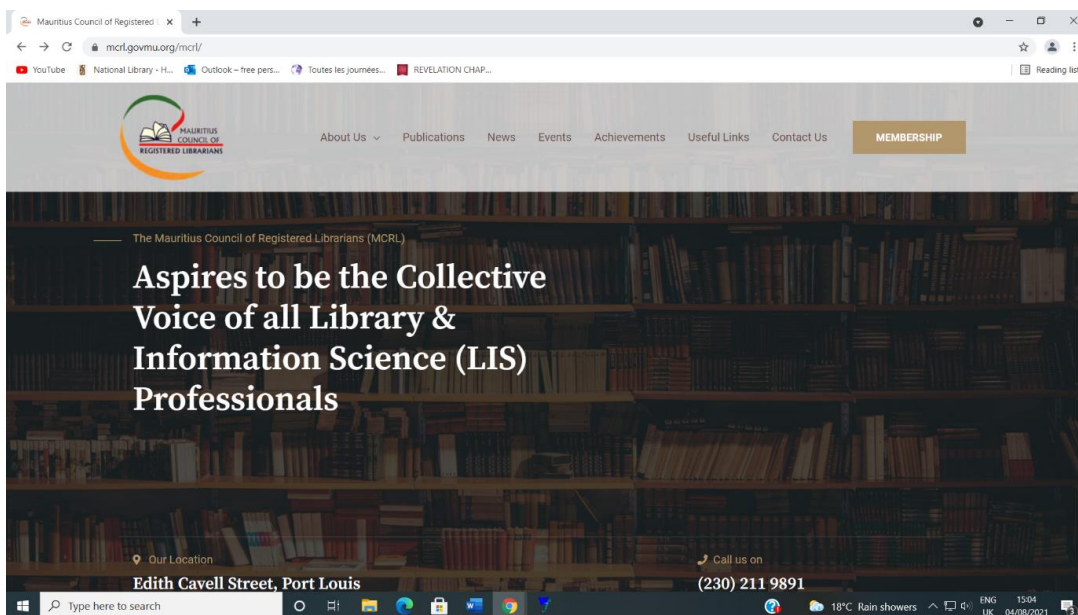 Mauritius Council of Registered L
mcrl.govmu.org/mcrl/
YouTube National Library - H... Outlook – free pers... Toutes les journées... REVELATION CHAP... Reading list
MAURITIUS
COUNCIL OF
REGISTERED LIBRARIANS
About Us Publications News Events Achievements Useful Links Contact Us MEMBERSHIP
The Mauritius Council of Registered Librarians (MCRL)
Aspires to be the Collective
Voice of all Library &
Information Science (LIS)
Professionals
Our Location Call us on
Edith Cavell Street, Port Louis (230) 211 9891
Type here to search 18°C Rain showers ENG 15:04
UK 04/08/2021